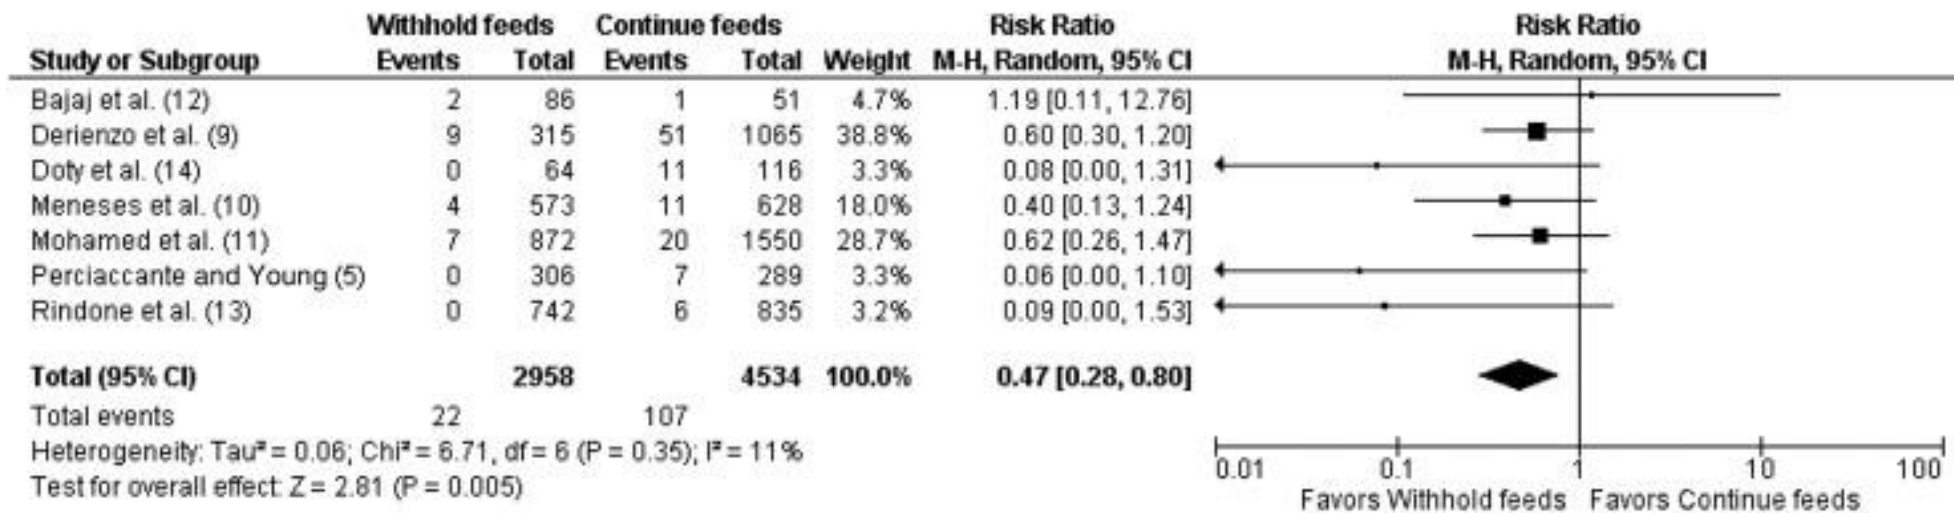 Withhold feeds Continue feeds Risk Ratio Risk Ratio
Study or Subgroup Events Total Events Total Weight M-H, Random, 95% CI M-H, Random, 95% CI
Bajaj et al. (12) 2 86 1 51 4.7% 1.19 [0.11, 12.76]
Derienzo et al. (9) 9 315 51 1065 38.8% 0.60 [0.30, 1.20]
Doty et al. (14) 0 64 11 116 3.3% 0.08 [0.00, 1.31]
Meneses et al. (10) 4 573 11 628 18.0% 0.40 [0.13, 1.24]
Mohamed et al. (11) 7 872 20 1550 28.7% 0.62 [0.26, 1.47]
Perciaccante and Young (5) 0 306 7 289 3.3% 0.06 [0.00, 1.10]
Rindone et al. (13) 0 742 6 835 3.2% 0.09 [0.00, 1.53]
Total (95% CI) 2958 4534 100.0% 0.47 [0.28, 0.80]
Total events 22 107
Heterogeneity: Tau² = 0.06; Chi² = 6.71, df = 6 (P = 0.35); I² = 11%
Test for overall effect: Z = 2.81 (P = 0.005)
0.01 0.1 1 10 100
Favors Withhold feeds Favors Continue feeds